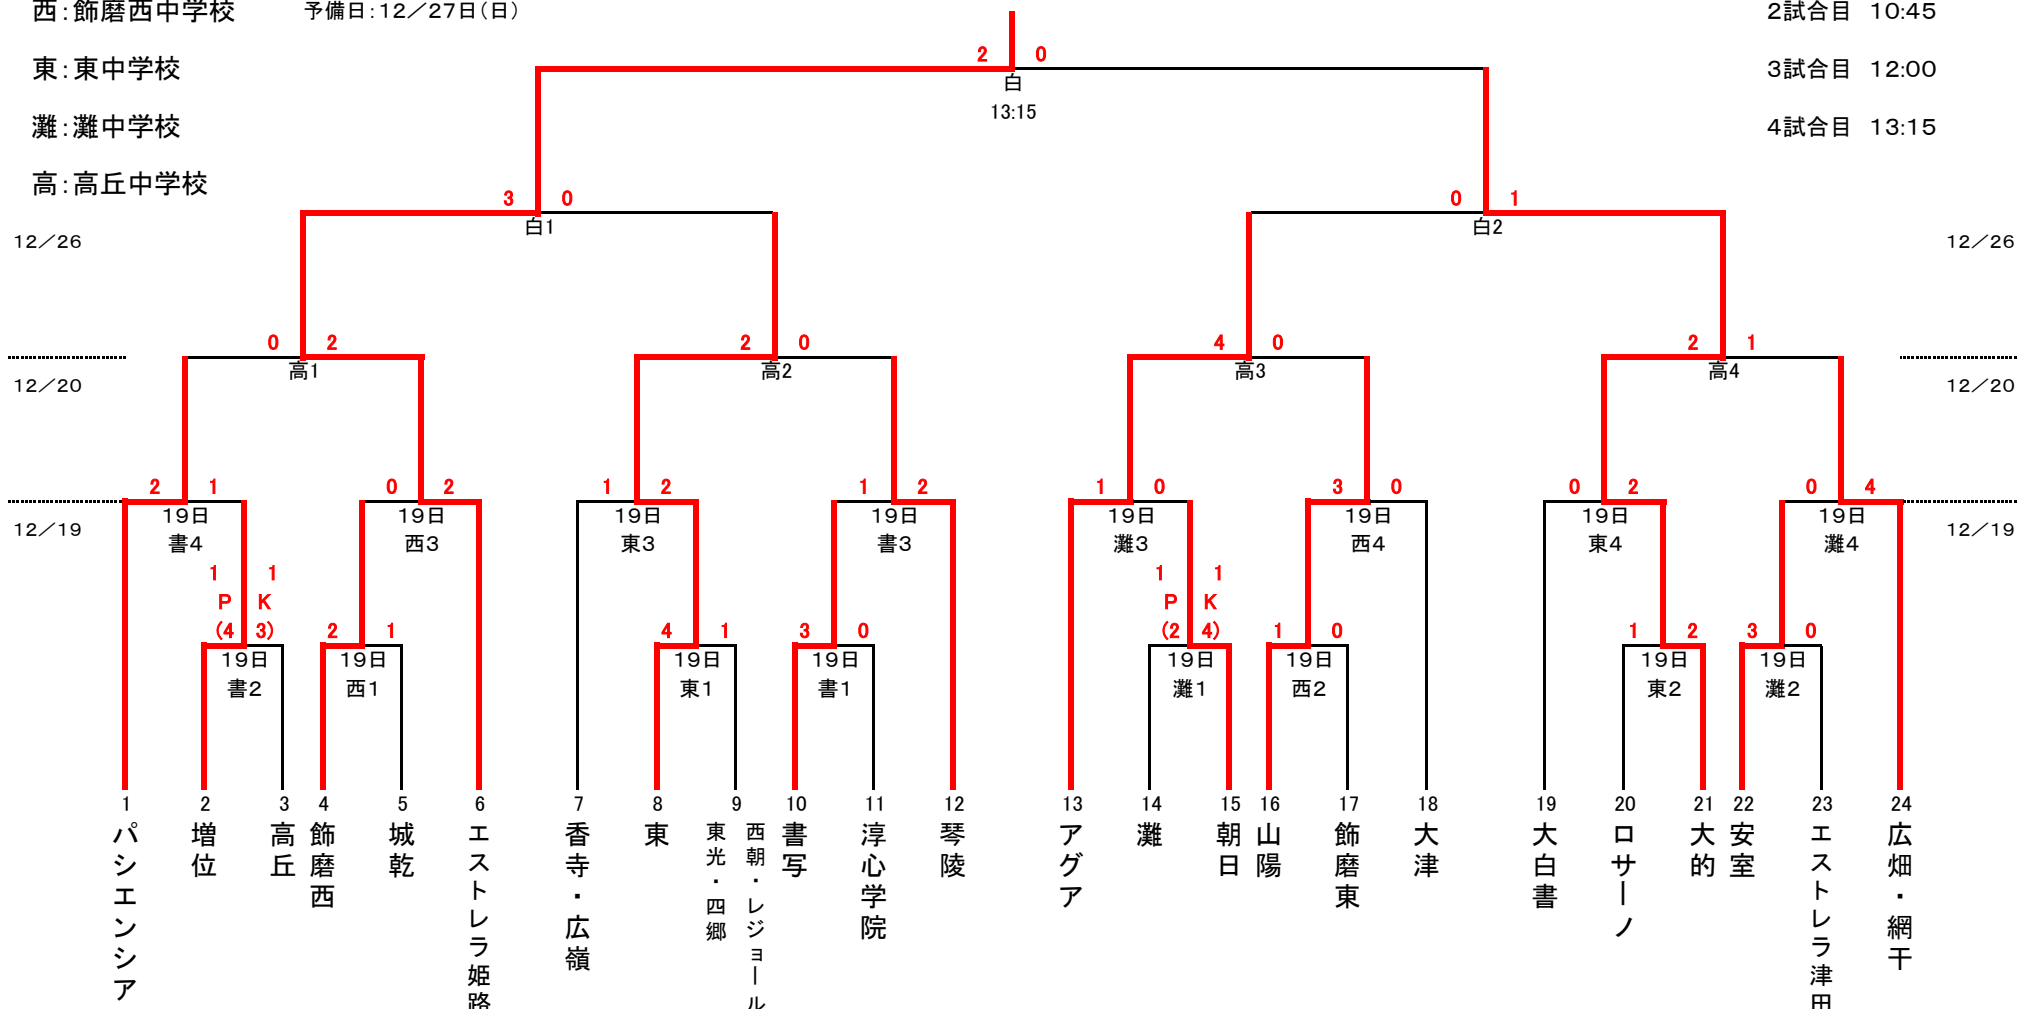 西：飾磨西中学校　予備日：12／27日（日）　2試合目　10:45
2　0
東：東中学校　3試合目　12:00
白
13:15
灘：灘中学校　4試合目　13:15
高：高丘中学校
3　0　0　1
白1　白2
12／26　12／26
0　2　2　0　4　0　2　1
高1　高2　高3　高4
12／20　12／20
2　1　0　2　1　2　1　2　1　0　3　0　0　2　0　4
19日　19日　19日　19日　19日　19日　19日　19日
12／19　12／19
書4　西3　東3　書3　灘3　西4　東4　灘4
1　1　1　1
P　K　P　K
(4　3)　2　1　4　1　3　0　(2　4)　1　0　1　2　3　0
19日　19日　19日　19日　19日　19日　19日　19日
書2　西1　東1　書1　灘1　西2　東2　灘2
1　2　3　4　5　6　7　8　9　10　11　12　13　14　15　16　17　18　19　20　21　22　23　24
パシエンシア
増位
高丘
飾磨西
城乾
エストレラ姫路
香寺・広嶺
東
東光・四郷
西朝・レジョール
書写
淳心学院
琴陵
アグア
灘
朝日
山陽
飾磨東
大津
大白書
ロサーノ
大的
安室
エストレラ津田
広畑・網干